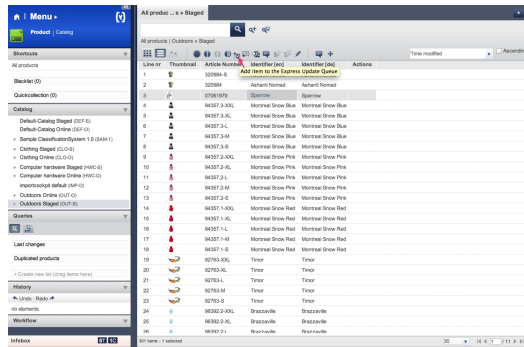 Menu
Product | Catalog
Shortcuts
All products
Blacklist (0)
Quickcollection (0)
Catalog
Default-Catalog Staged (DEF-S)
Default-Catalog Online (DEF-O)
Sample ClassificationSystem 1.0 (SAM-1)
Clothing Staged (CLO-S)
Clothing Online (CLO-O)
Computer hardware Staged (HWC-S)
Computer hardware Online (HWC-O)
importcockpit default (IMP-D)
Outdoors Online (OUT-O)
Outdoors Staged (OUT-S)
Queries
Last changes
Duplicated products
+ Create new list (drag items here)
History
Undo | Redo
no elements
Workflow
Infobox
All produc ... s » Staged
All products | Outdoors » Staged
Time modified
Ascendin
Line nr Thumbnail Article Number Identifier [en] Identifier [de] Actions
Add item to the Express Update Queue
1 320984-S
2 320984 Ashanti Nomad Ashanti Nomad
3 07061979 Sparrow Sparrow
4 94357.3-XXL Montreal Snow Blue Montreal Snow Blue
5 94357.3-XL Montreal Snow Blue Montreal Snow Blue
6 94357.3-L Montreal Snow Blue Montreal Snow Blue
7 94357.3-M Montreal Snow Blue Montreal Snow Blue
8 94357.3-S Montreal Snow Blue Montreal Snow Blue
9 94357.2-XXL Montreal Snow Pink Montreal Snow Pink
10 94357.2-XL Montreal Snow Pink Montreal Snow Pink
11 94357.2-L Montreal Snow Pink Montreal Snow Pink
12 94357.2-M Montreal Snow Pink Montreal Snow Pink
13 94357.2-S Montreal Snow Pink Montreal Snow Pink
14 94357.1-XXL Montreal Snow Red Montreal Snow Red
15 94357.1-XL Montreal Snow Red Montreal Snow Red
16 94357.1-L Montreal Snow Red Montreal Snow Red
17 94357.1-M Montreal Snow Red Montreal Snow Red
18 94357.1-S Montreal Snow Red Montreal Snow Red
19 92763-XXL Timor Timor
20 92763-XL Timor Timor
21 92763-L Timor Timor
22 92763-M Timor Timor
23 92763-S Timor Timor
24 96392.2-XXL Brazzaville Brazzaville
25 96392.2-XL Brazzaville Brazzaville
26 96392.2-L Brazzaville Brazzaville
301 items - 1 selected
30
1 / 11